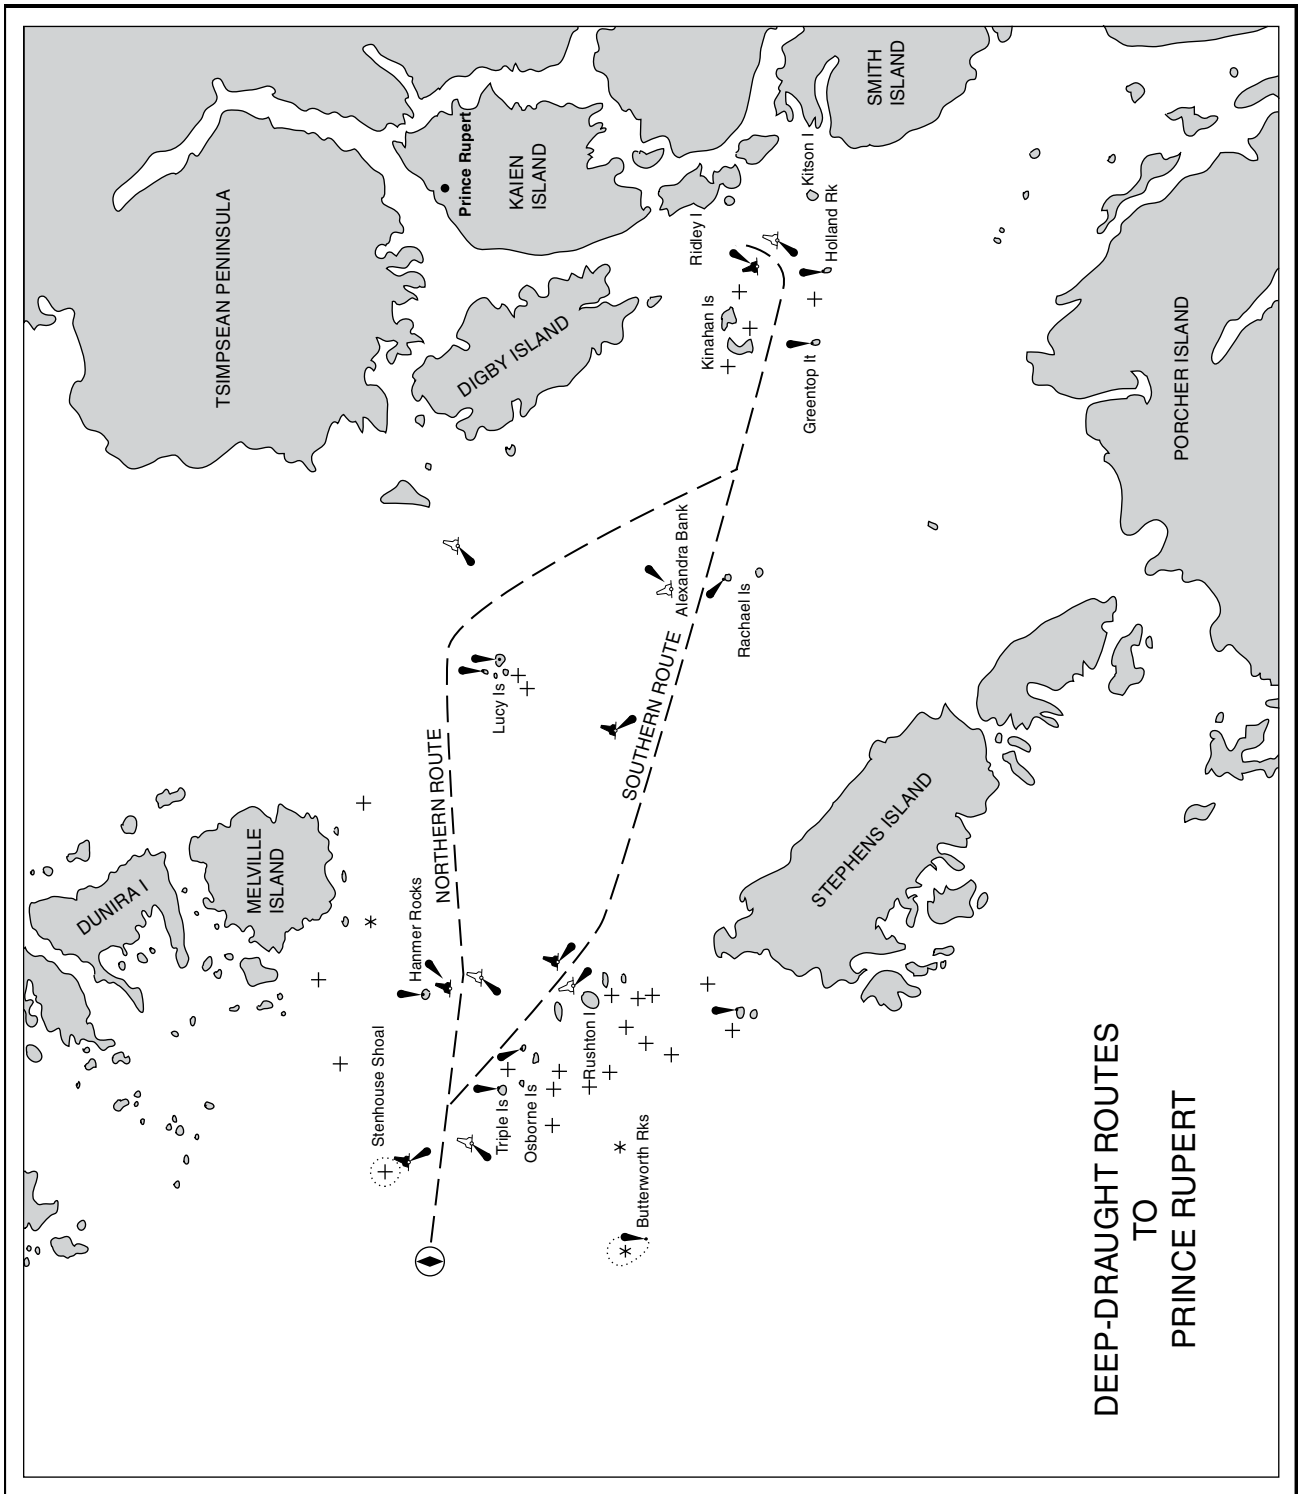 TSIMPSEAN PENINSULA
Prince Rupert
KAIEN
ISLAND
SMITH
ISLAND
DIGBY ISLAND
Ridley I
Kitson I
Holland Rk
Kinahan Is
Greentop It
PORCHER ISLAND
Alexandra Bank
Rachael Is
Lucy Is
NORTHERN ROUTE
SOUTHERN ROUTE
DUNIRA I
MELVILLE
ISLAND
Hanmer Rocks
STEPHENS ISLAND
Stenhouse Shoal
Triple Is
Osborne Is
Rushton I
Butterworth Rks
DEEP-DRAUGHT ROUTES
TO
PRINCE RUPERT